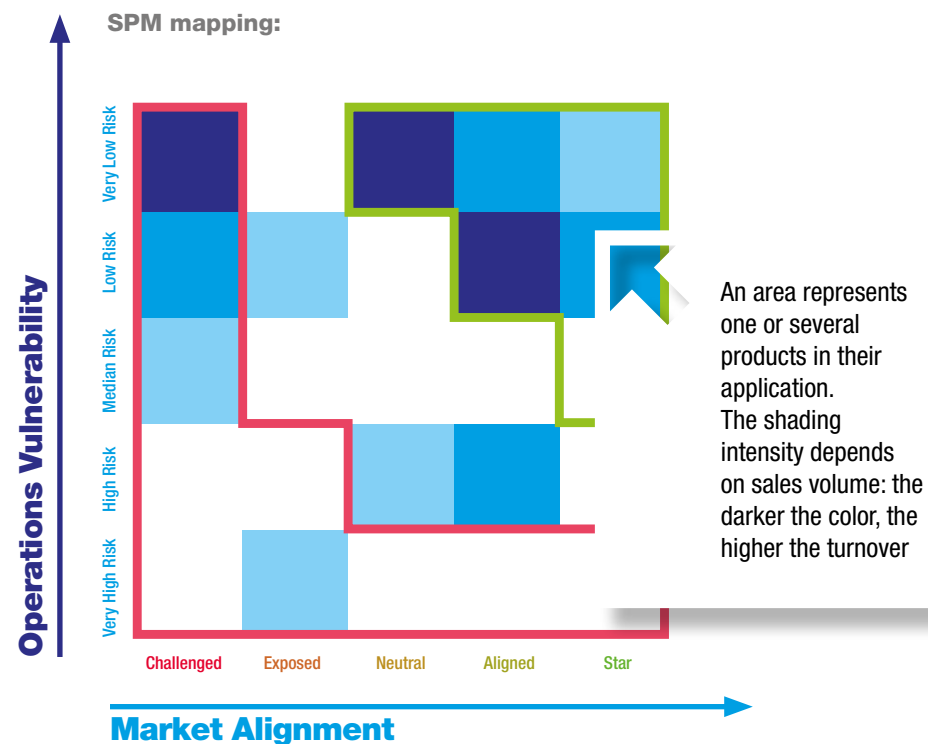 SPM mapping:
Operations Vulnerability
Very Low Risk
Low Risk
Median Risk
High Risk
Very High Risk
An area represents
one or several
products in their
application.
The shading
intensity depends
on sales volume: the
darker the color, the
higher the turnover
Challenged
Exposed
Neutral
Aligned
Star
Market Alignment